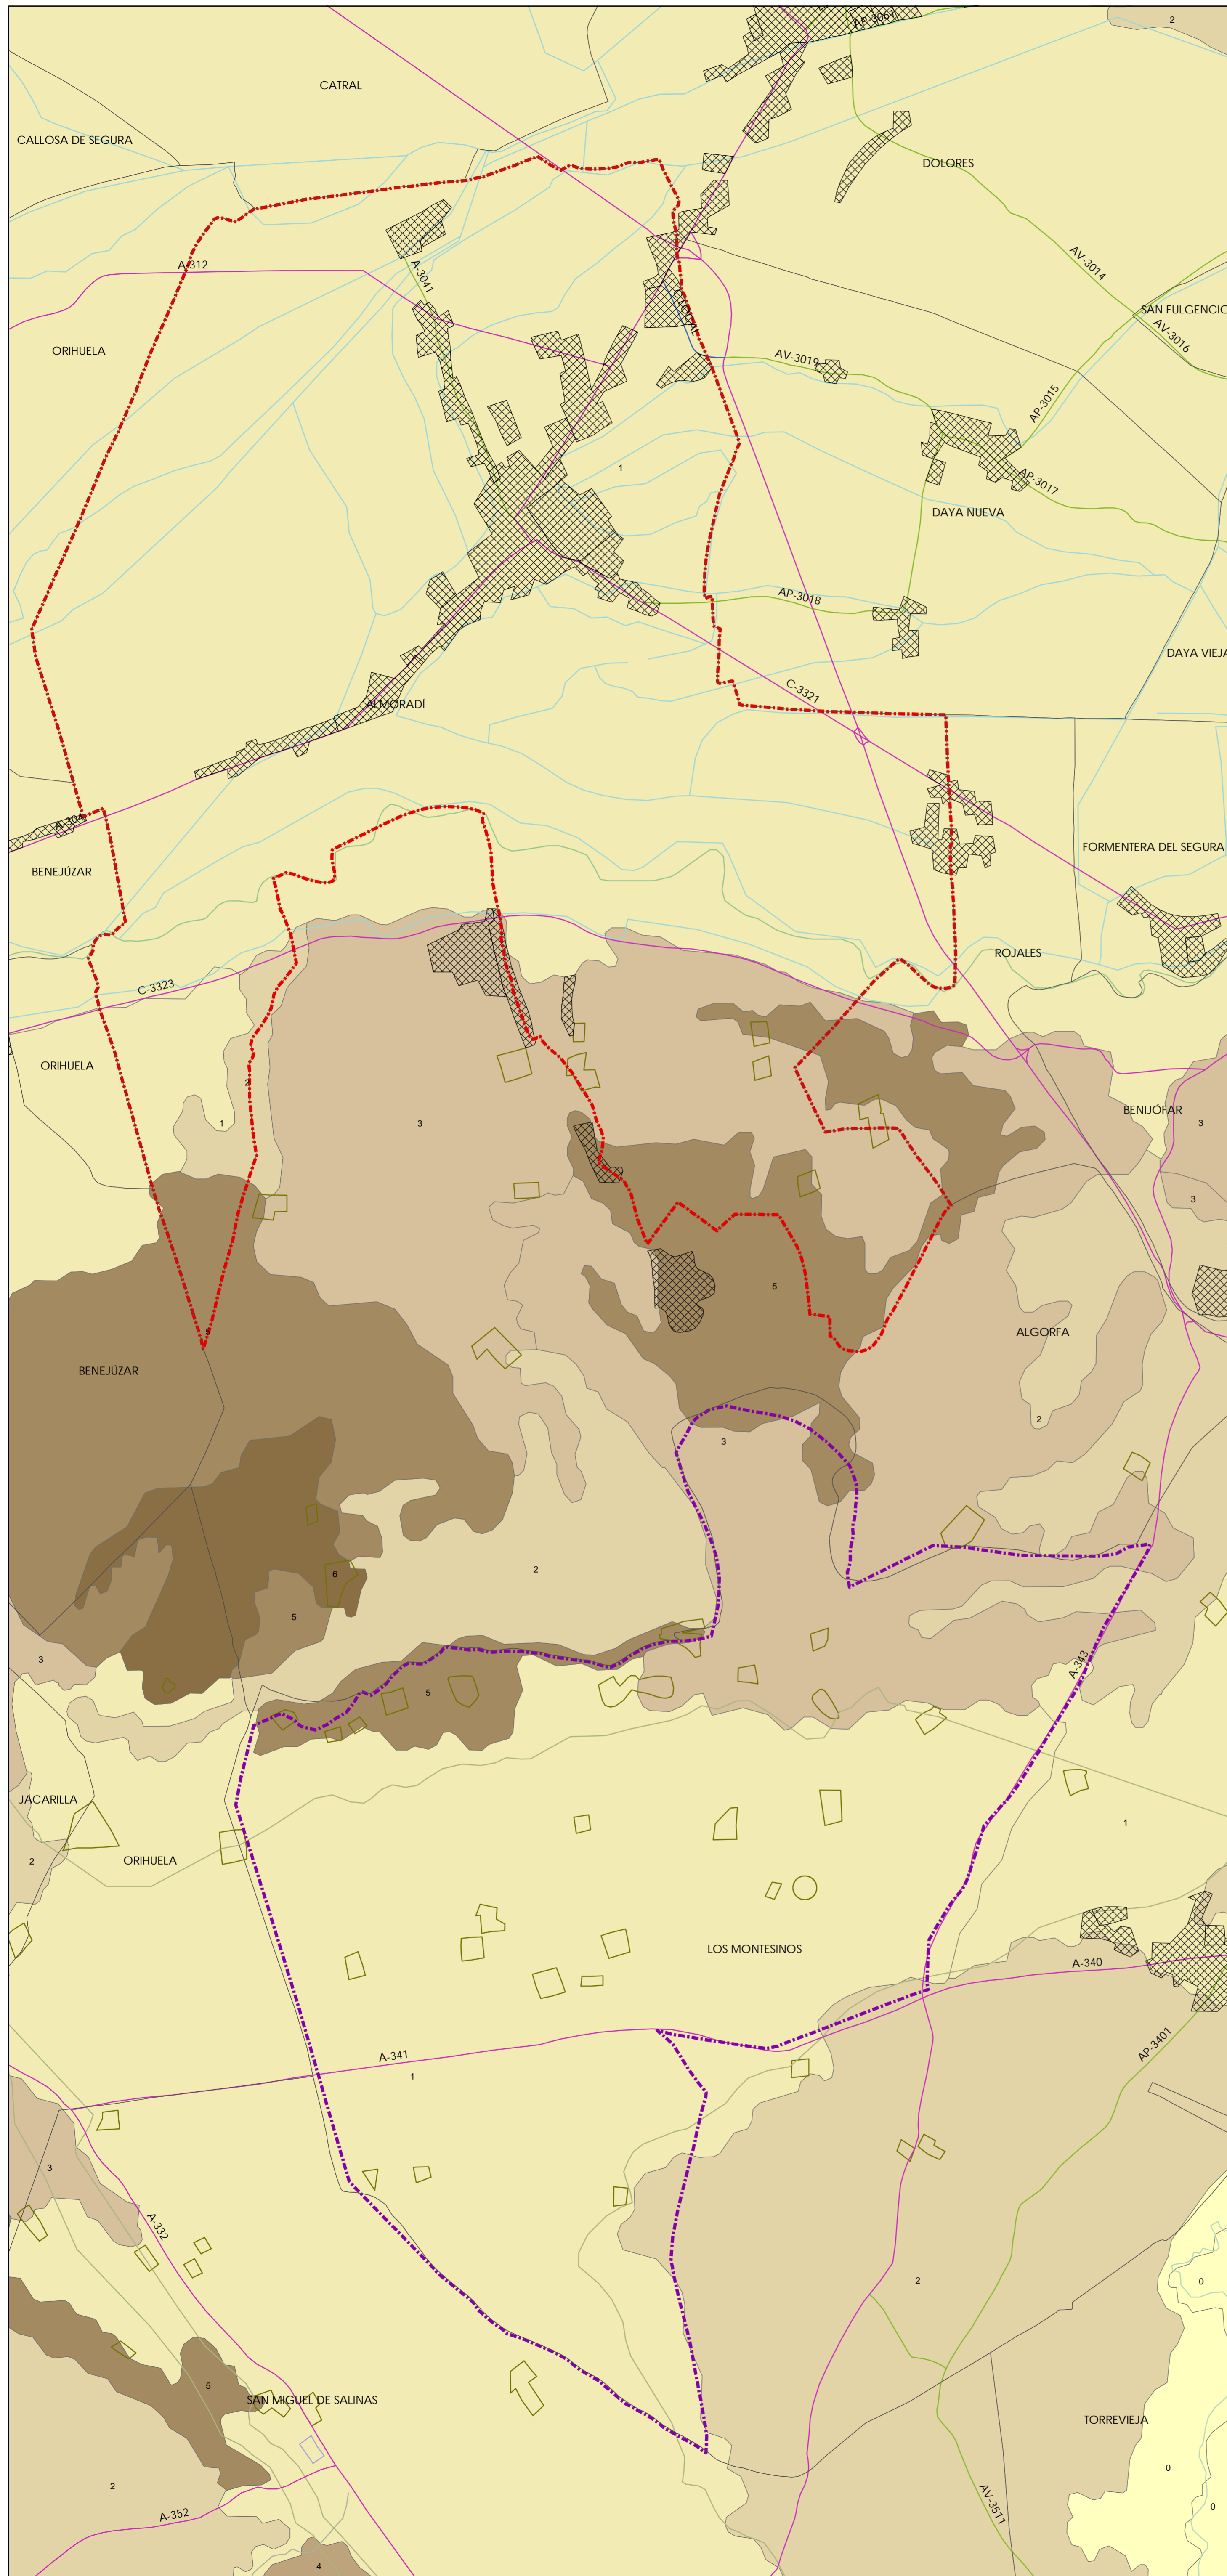 AP-3061
2
CATRAL
CALLOSA DE SEGURA
DOLORES
A-312
A-3041
AV-3014
SAN FULGENCIO
AV-3016
ORIHUELA
AV-3019
AP-3015
1
AP-3017
DAYA NUEVA
AP-3018
DAYA VIEJA
C-3321
ALMORADÍ
FORMENTERA DEL SEGURA
BENEJÚZAR
ROJALES
C-3323
ORIHUELA
2
BENIJÓFAR
1
3
3
3
5
ALGORFA
BENEJÚZAR
2
3
2
6
5
3
A-343
5
JACARILLA
1
2
ORIHUELA
LOS MONTESINOS
A-340
AP-3401
A-341
1
3
A-332
2
0
5
SAN MIGUEL DE SALINAS
TORREVIEJA
0
2
AV-3511
0
A-352
4